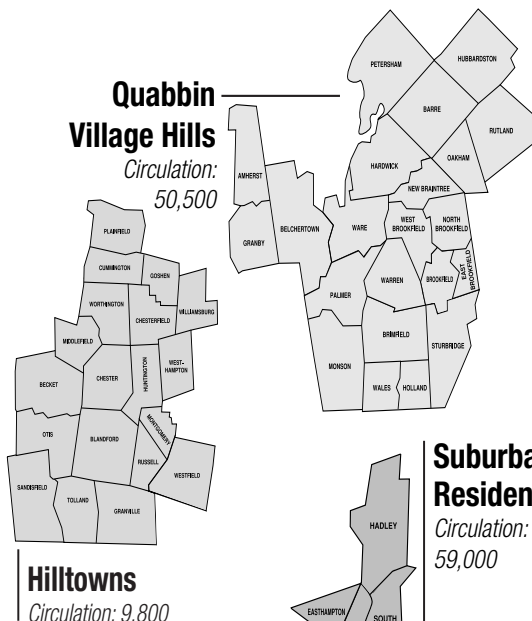 Quabbin
Village Hills
Circulation:
50,500
PETERSHAM
HUBBARDSTON
BARRE
RUTLAND
OAKHAM
HARDWICK
NEW BRAINTREE
AMHERST
BELCHERTOWN
GRANBY
WARE
WEST
BROOKFIELD
NORTH
BROOKFIELD
EAST
BROOKFIELD
BROOKFIELD
WARREN
PALMER
BRIMFIELD
STURBRIDGE
MONSON
WALES
HOLLAND
PLAINFIELD
CUMMINGTON
GOSHEN
WORTHINGTON
CHESTERFIELD
WILLIAMSBURG
MIDDLEFIELD
HUNTINGTON
WEST-
HAMPTON
BECKET
CHESTER
MONTGOMERY
OTIS
BLANDFORD
RUSSELL
WESTFIELD
SANDISFIELD
TOLLAND
GRANVILLE
Hilltowns
Circulation: 9,800
Suburba
Residen
Circulation:
59,000
HADLEY
EASTHAMPTON
SOUTH